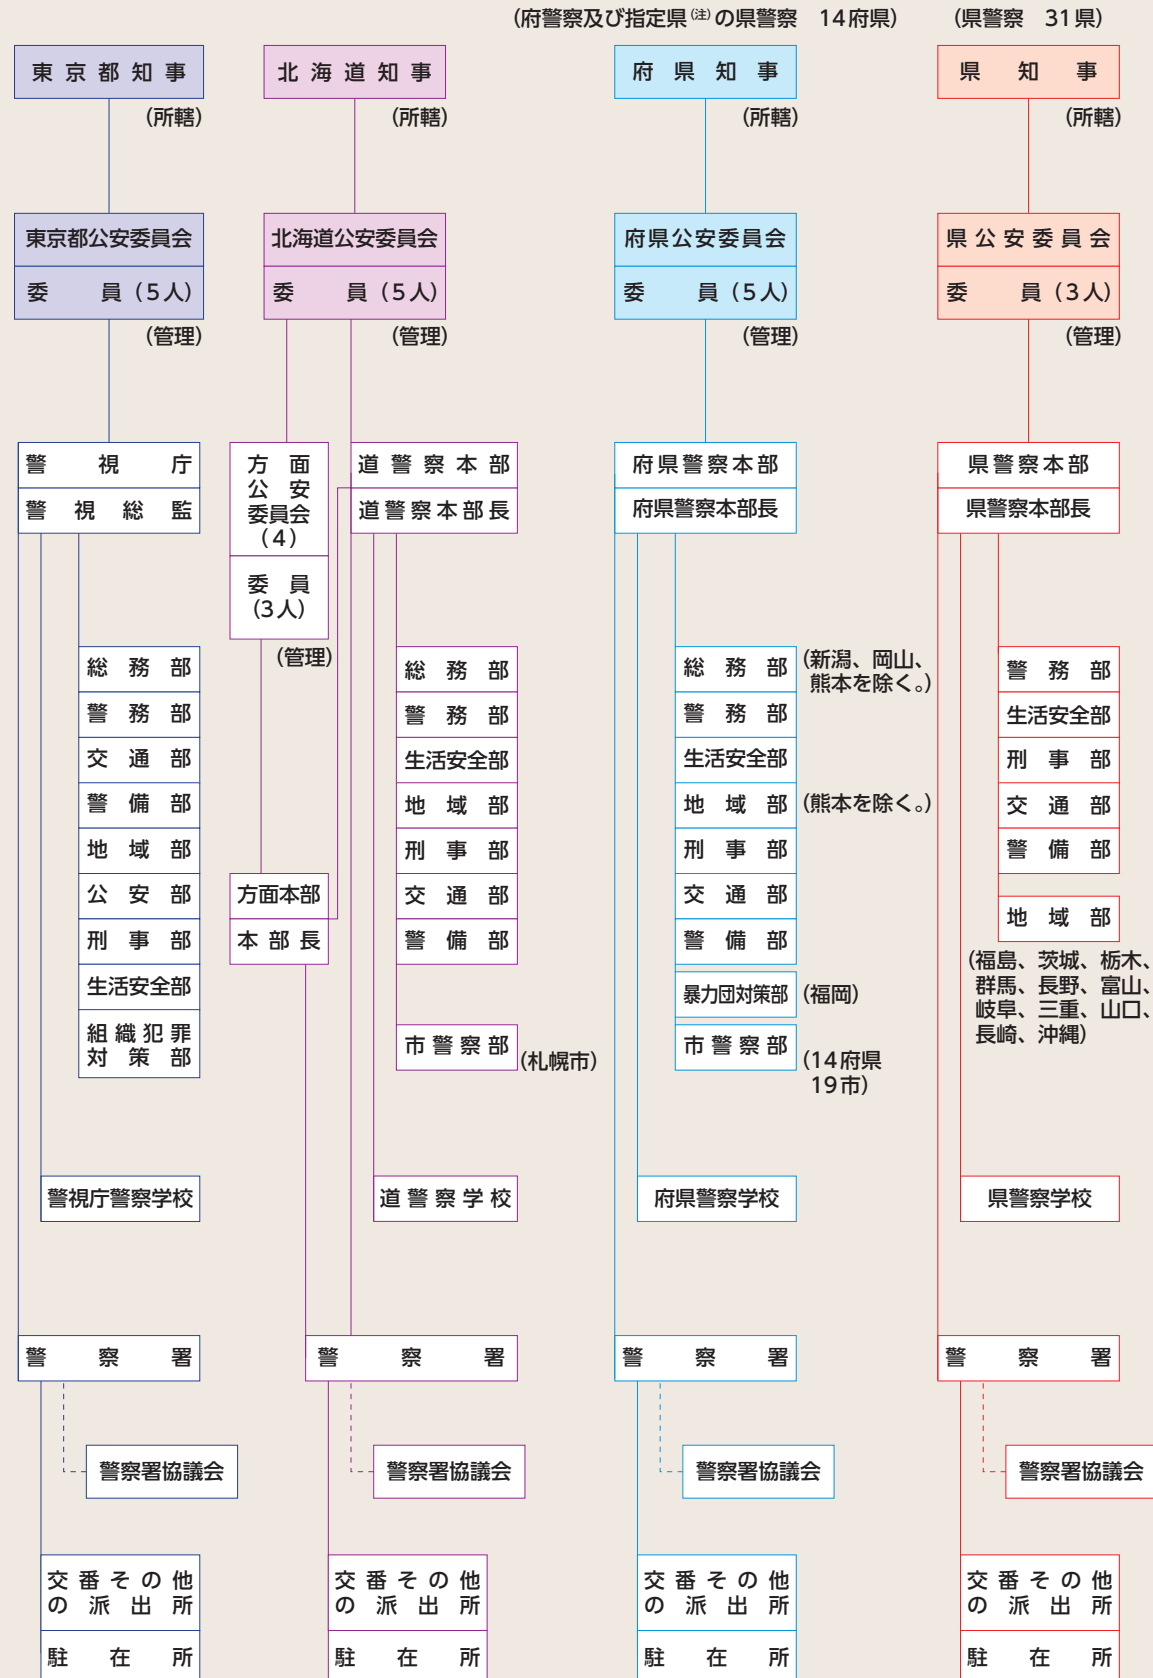 (府警察及び指定県(注)の県警察　14府県)
(県警察　31県)
東京都知事
(所轄)
東京都公安委員会
委員(5人)
(管理)
警視庁
警視総監
総務部
警務部
交通部
警備部
地域部
公安部
刑事部
生活安全部
組織犯罪
対策部
警視庁警察学校
警察署
警察署協議会
交番その他
の派出所
駐在所
北海道知事
(所轄)
北海道公安委員会
委員(5人)
(管理)
方面
公安
委員会
(4)
委員
(3人)
(管理)
方面本部
本部長
道警察本部
道警察本部長
総務部
警務部
生活安全部
地域部
刑事部
交通部
警備部
市警察部
(札幌市)
道警察学校
警察署
警察署協議会
交番その他
の派出所
駐在所
府県知事
(所轄)
府県公安委員会
委員(5人)
(管理)
府県警察本部
府県警察本部長
総務部
(新潟、岡山、
熊本を除く。)
警務部
生活安全部
地域部
(熊本を除く。)
刑事部
交通部
警備部
暴力団対策部
(福岡)
市警察部
(14府県
19市)
府県警察学校
警察署
警察署協議会
交番その他
の派出所
駐在所
県知事
(所轄)
県公安委員会
委員(3人)
(管理)
県警察本部
県警察本部長
警務部
生活安全部
刑事部
交通部
警備部
地域部
(福島、茨城、栃木、
群馬、長野、富山、
岐阜、三重、山口、
長崎、沖縄)
県警察学校
警察署
警察署協議会
交番その他
の派出所
駐在所